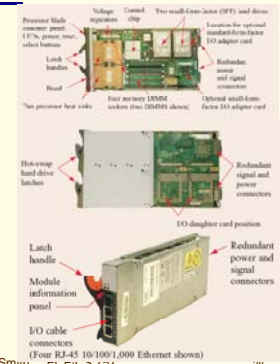 Processor blade
customer panel:
LEDs, power, reset,
select buttons
Voltage
regulators
Control
chip
Two small-form-factor (SFF) hard drives
Location for optional
standard-form-factor
I/O adapter card
Latch
handles
Bezel
Two processor heat sinks
Four memory DIMM
sockets (two DIMMs shown)
Optional small-form-
factor I/O adapter card
Redundant
power
and signal
connectors
Hot-swap
hard drive
latches
Redundant
signal and
power
connectors
I/O daughter card position
Latch
handle
Module
information
panel
I/O cable
connectors
(Four RJ-45 10/100/1,000 Ethernet shown)
Redundant
power and
signal
connectors